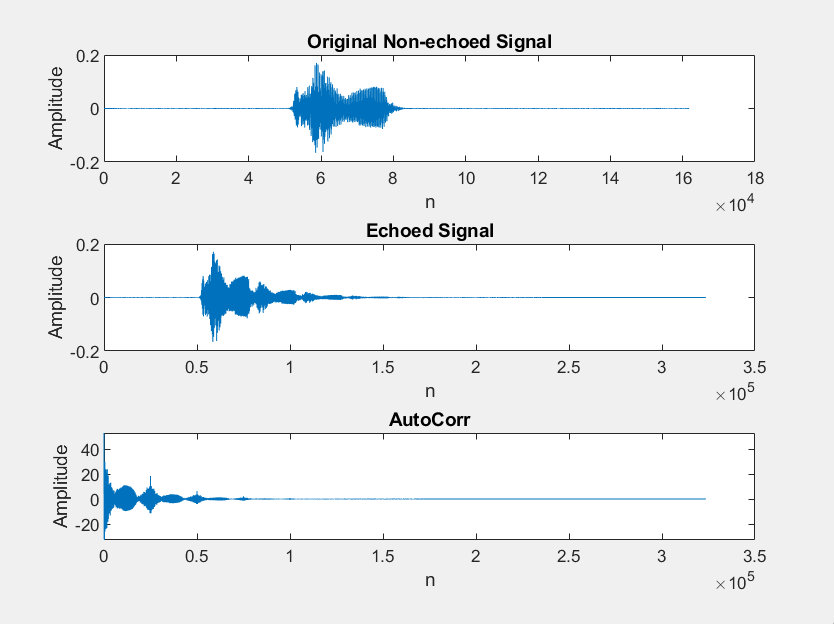 Original Non-echoed Signal
0.2
0
-0.2
Amplitude
0 2 4 6 8 10 12 14 16 18
n
×10^4
Echoed Signal
0.2
0
-0.2
Amplitude
0 0.5 1 1.5 2 2.5 3 3.5
n
×10^5
AutoCorr
40
20
0
-20
Amplitude
0 0.5 1 1.5 2 2.5 3 3.5
n
×10^5